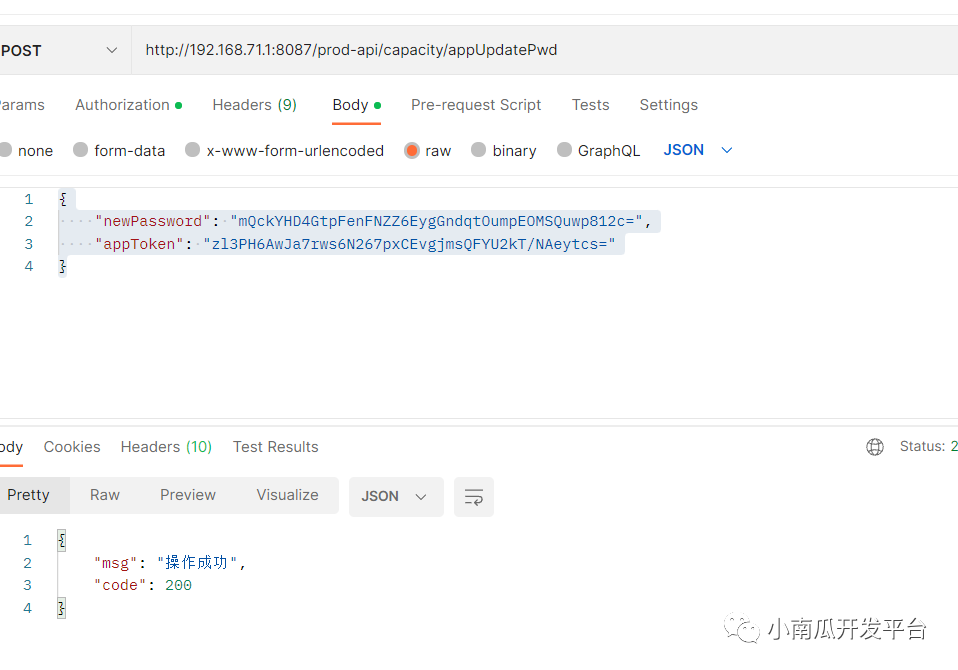 POST http://192.168.71.1:8087/prod-api/capacity/appUpdatePwd
arams Authorization Headers (9) Body Pre-request Script Tests Settings
none form-data x-www-form-urlencoded raw binary GraphQL JSON
1 {
2 "newPassword": "mQckYHD4GtpFenFNZZ6EygGndqtOumpEOMSQuwp812c=",
3 "appToken": "zl3PH6AwJa7rws6N267pxCEvgjmsQFYU2kT/NAeytcs="
4 }
ody Cookies Headers (10) Test Results Status: 2
Pretty Raw Preview Visualize JSON
1 {
2 "msg": "操作成功",
3 "code": 200
4 }
小南瓜开发平台